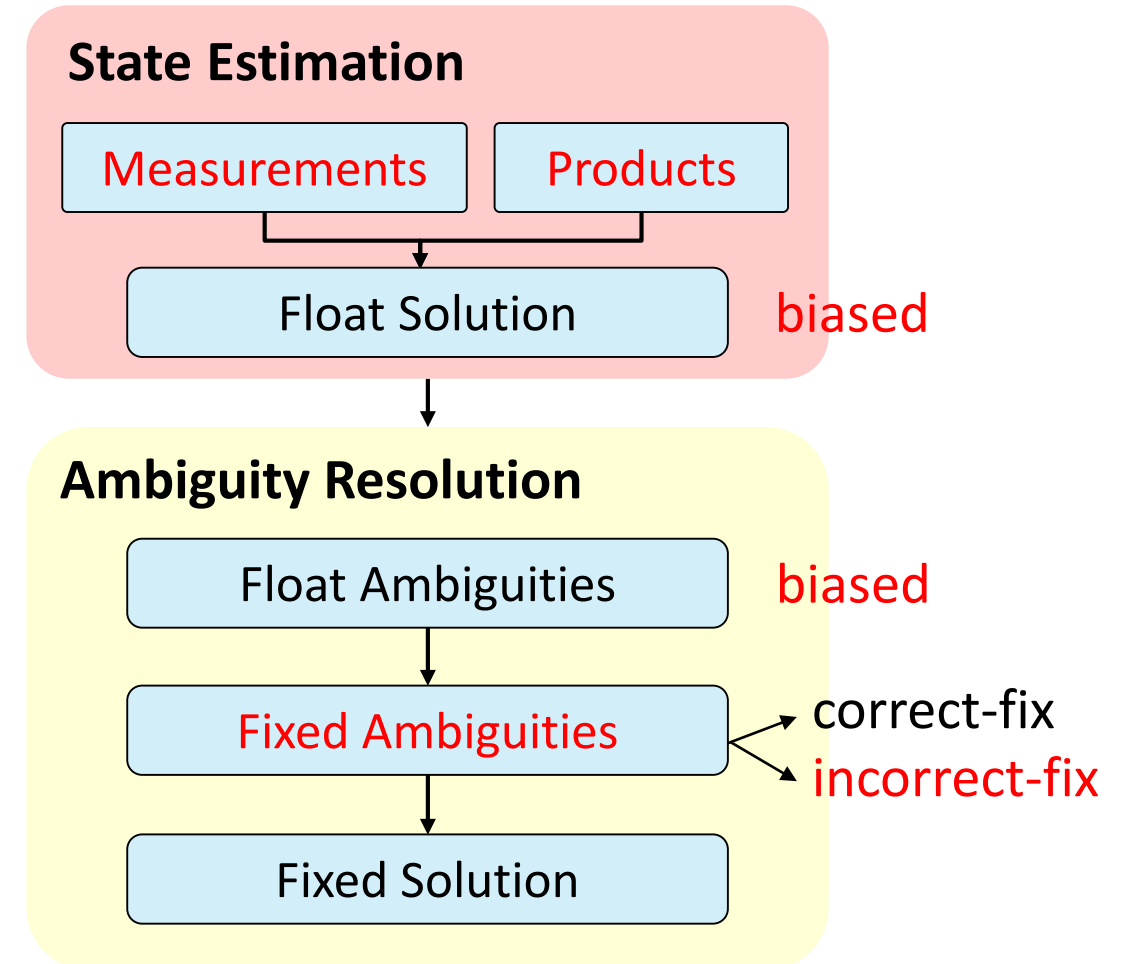 State Estimation
Measurements
Products
Float Solution
biased
Ambiguity Resolution
Float Ambiguities
biased
Fixed Ambiguities
correct-fix
incorrect-fix
Fixed Solution